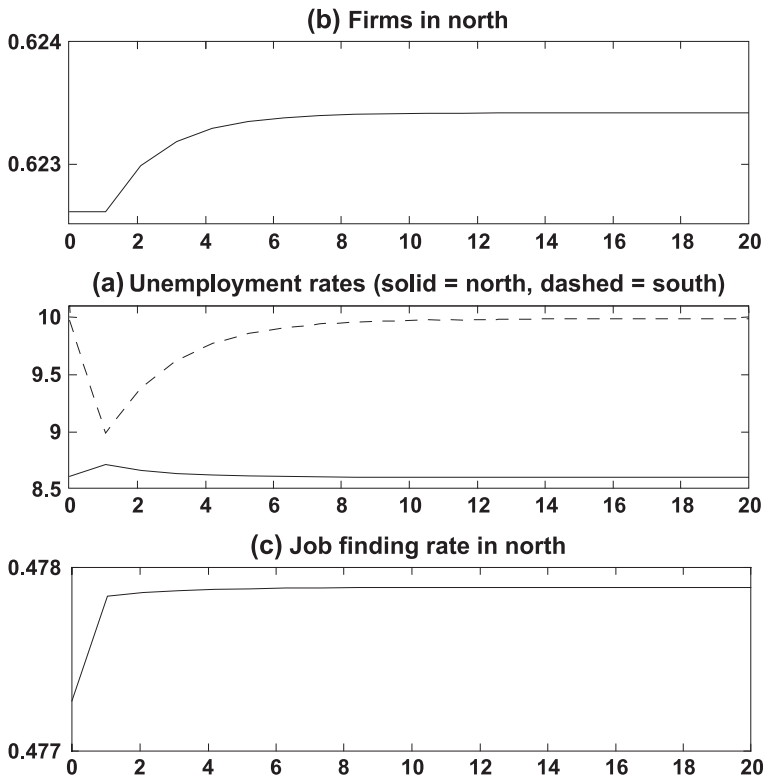 (b) Firms in north
0.624
0.623
0 2 4 6 8 10 12 14 16 18 20
(a) Unemployment rates (solid = north, dashed = south)
10
9.5
9
8.5
0 2 4 6 8 10 12 14 16 18 20
(c) Job finding rate in north
0.478
0.477
0 2 4 6 8 10 12 14 16 18 20